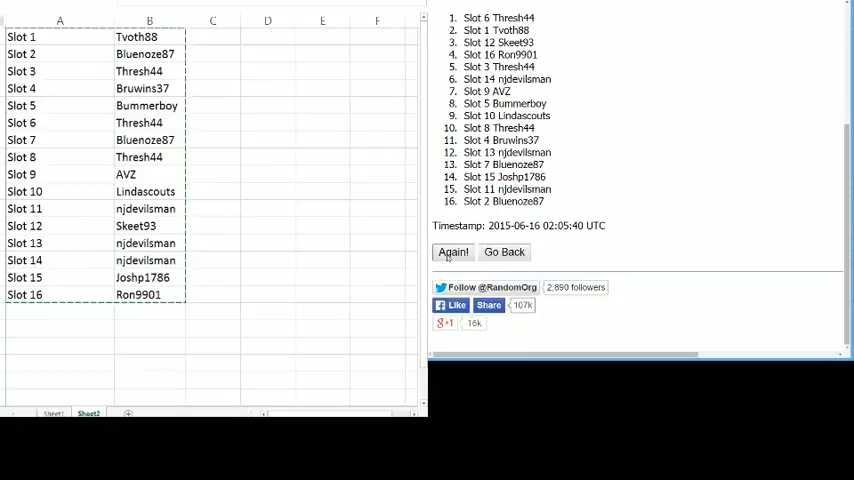 A B C D E F
Slot 1 Tvoth88
Slot 2 Bluenoze87
Slot 3 Thresh44
Slot 4 Bruwins37
Slot 5 Bummerboy
Slot 6 Thresh44
Slot 7 Bluenoze87
Slot 8 Thresh44
Slot 9 AVZ
Slot 10 Lindascouts
Slot 11 njdevilsman
Slot 12 Skeet93
Slot 13 njdevilsman
Slot 14 njdevilsman
Slot 15 Joshp1786
Slot 16 Ron9901
Sheet1 Sheet2
1. Slot 6 Thresh44
2. Slot 1 Tvoth88
3. Slot 12 Skeet93
4. Slot 16 Ron9901
5. Slot 3 Thresh44
6. Slot 14 njdevilsman
7. Slot 9 AVZ
8. Slot 5 Bummerboy
9. Slot 10 Lindascouts
10. Slot 8 Thresh44
11. Slot 4 Bruwins37
12. Slot 13 njdevilsman
13. Slot 7 Bluenoze87
14. Slot 15 Joshp1786
15. Slot 11 njdevilsman
16. Slot 2 Bluenoze87
Timestamp: 2015-06-16 02:05:40 UTC
Again! Go Back
Follow @RandomOrg 2,890 followers
Like Share 107k
g+1 16k